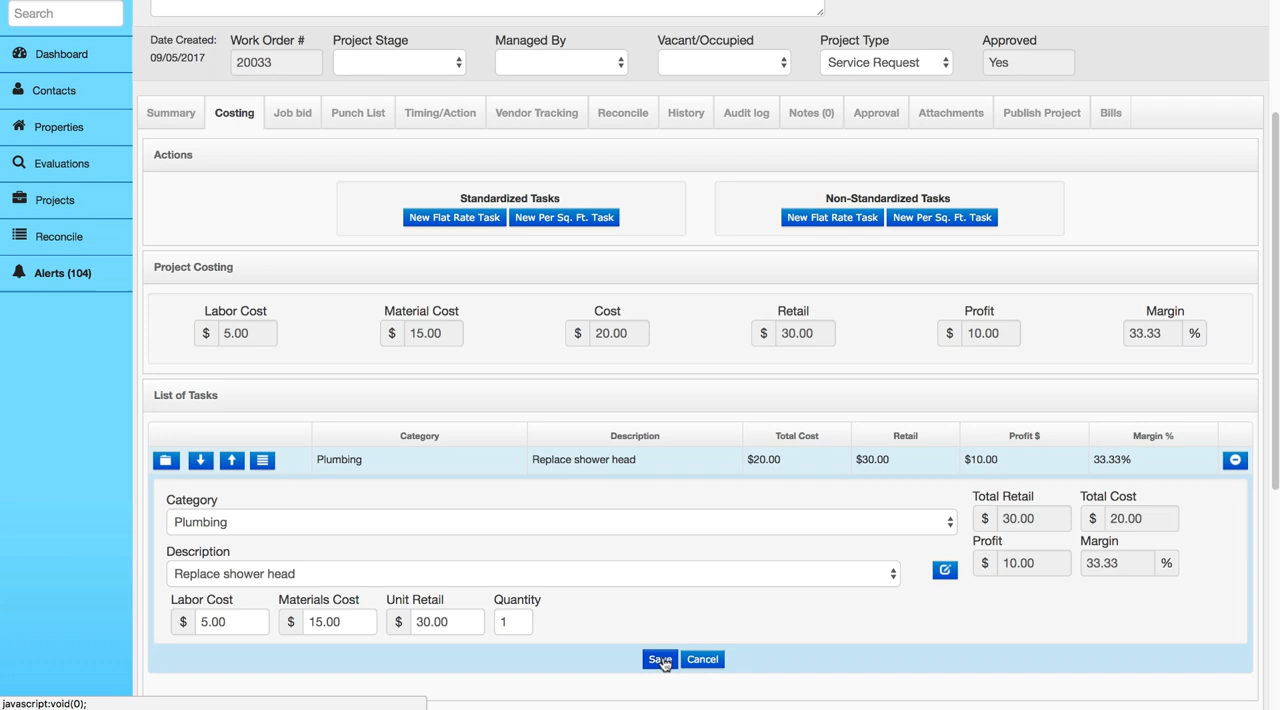 Search
Dashboard
Contacts
Properties
Evaluations
Projects
Reconcile
Alerts (104)
Date Created:
09/05/2017
Work Order #
20033
Project Stage
Managed By
Vacant/Occupied
Project Type
Service Request
Approved
Yes
Summary Costing Job bid Punch List Timing/Action Vendor Tracking Reconcile History Audit log Notes (0) Approval Attachments Publish Project Bills
Actions
Standardized Tasks
New Flat Rate Task New Per Sq. Ft. Task
Non-Standardized Tasks
New Flat Rate Task New Per Sq. Ft. Task
Project Costing
Labor Cost Material Cost Cost Retail Profit Margin
$ 5.00 $ 15.00 $ 20.00 $ 30.00 $ 10.00 33.33 %
List of Tasks
Category Description Total Cost Retail Profit $ Margin %
Plumbing Replace shower head $20.00 $30.00 $10.00 33.33%
Category
Plumbing
Description
Replace shower head
Labor Cost Materials Cost Unit Retail Quantity
$ 5.00 $ 15.00 $ 30.00 1
Total Retail Total Cost
$ 30.00 $ 20.00
Profit Margin
$ 10.00 33.33 %
Save Cancel
javascript:void(0);